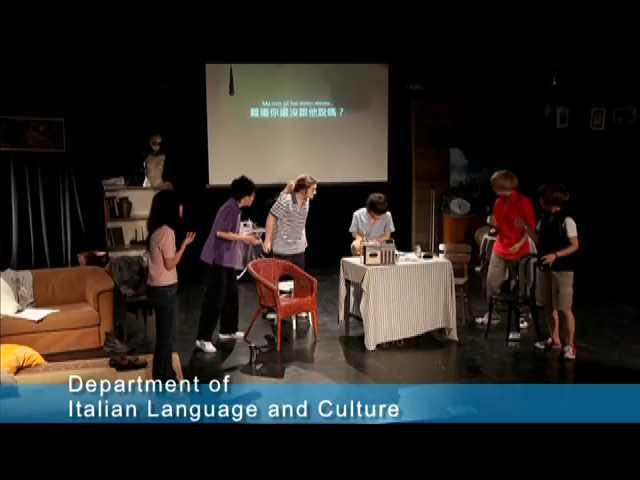 Ma non gli hai detto niente...
難道你還沒跟他說嗎？
Department of
Italian Language and Culture